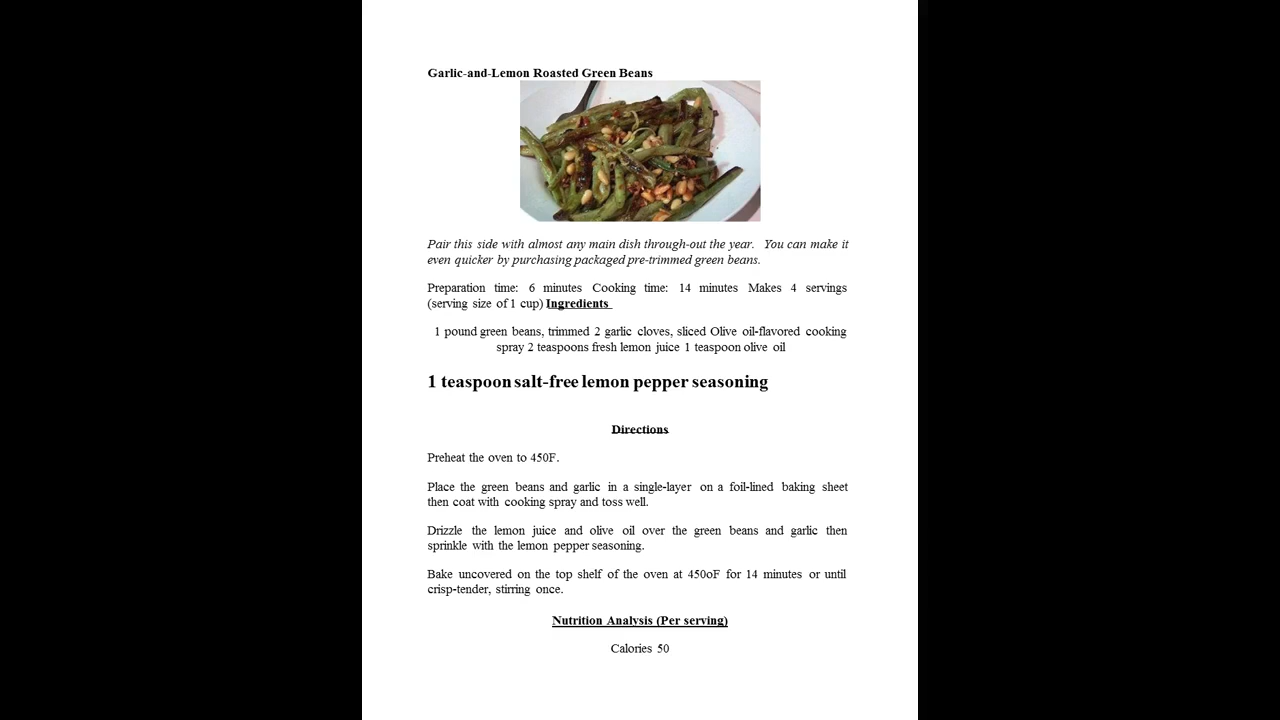 Garlic-and-Lemon Roasted Green Beans
Pair this side with almost any main dish through-out the year. You can make it
even quicker by purchasing packaged pre-trimmed green beans.
Preparation time: 6 minutes Cooking time: 14 minutes Makes 4 servings
(serving size of 1 cup) Ingredients
1 pound green beans, trimmed 2 garlic cloves, sliced Olive oil-flavored cooking
spray 2 teaspoons fresh lemon juice 1 teaspoon olive oil
1 teaspoon salt-free lemon pepper seasoning
Directions
Preheat the oven to 450F.
Place the green beans and garlic in a single-layer on a foil-lined baking sheet
then coat with cooking spray and toss well.
Drizzle the lemon juice and olive oil over the green beans and garlic then
sprinkle with the lemon pepper seasoning.
Bake uncovered on the top shelf of the oven at 450oF for 14 minutes or until
crisp-tender, stirring once.
Nutrition Analysis (Per serving)
Calories 50